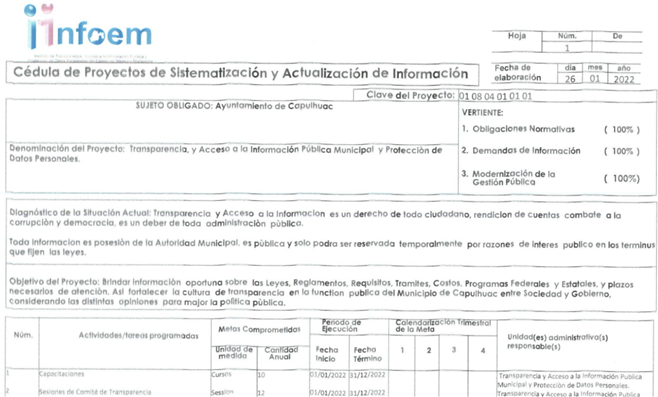 infoem
Hoja Núm. De
1
Cédula de Proyectos de Sistematización y Actualización de Información
Fecha de elaboración día mes año
26 01 2022
Clave del Proyecto: 01 08 04 01 01 01
SUJETO OBLIGADO: Ayuntamiento de Capulhuac
VERTIENTE:
1. Obligaciones Normativas ( 100%)
Denominación del Proyecto: Transparencia, y Acceso a la Información Pública Municipal y Protección de
Datos Personales.
2. Demandas de Información ( 100%)
3. Modernización de la
Gestión Pública ( 100%)
Diagnóstico de la Situación Actual: Transparencia y Acceso a la Informacion es un derecho de todo ciudadano, rendicion de cuentas combate a la
corrupción y democracia, es un deber de toda administración pública.
Toda informacion es posesión de la Autoridad Municipal, es pública y solo podra ser reservada temporalmente por razones de interes publico en los terminus
que fijen las leyes.
Objetivo del Proyecto: Brindar información oportuna sobre las Leyes, Reglamentos, Requisitos, Tramites, Costos, Programas Federales y Estatales, y plazos
necesarios de atención. Así fortalecer la cultura de transparencia en la function publica del Municipio de Capulhuac entre Sociedad y Gobierno,
considerando las distintas opiniones para major la política pública.
Núm. Actividades/tareas programadas Metas Comprometidas Periodo de Ejecución Calendarización Trimestral de la Meta Unidad(es) administrativa(s) responsable(s)
Unidad de medida Cantidad Anual Fecha Inicio Fecha Término 1 2 3 4
1 Capacitaciones Cursos 10 01/01/2022 31/12/2022 Transparencia y Acceso a la Información Publica
Municipal y Protección de Datos Personales.
2 Sesiones de Comité de Transparencia Session 12 01/01/2022 31/12/2022 Transparencia y Acceso a la Información Publica